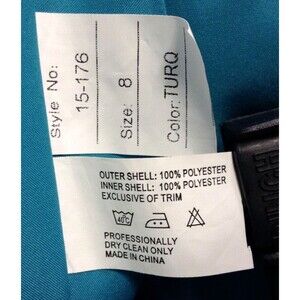 Style No:
15-176
Size:
8
Color:
TURQ
OUTER SHELL: 100% POLYESTER
INNER SHELL: 100% POLYESTER
EXCLUSIVE OF TRIM
40°C
PROFESSIONALLY
DRY CLEAN ONLY
MADE IN CHINA